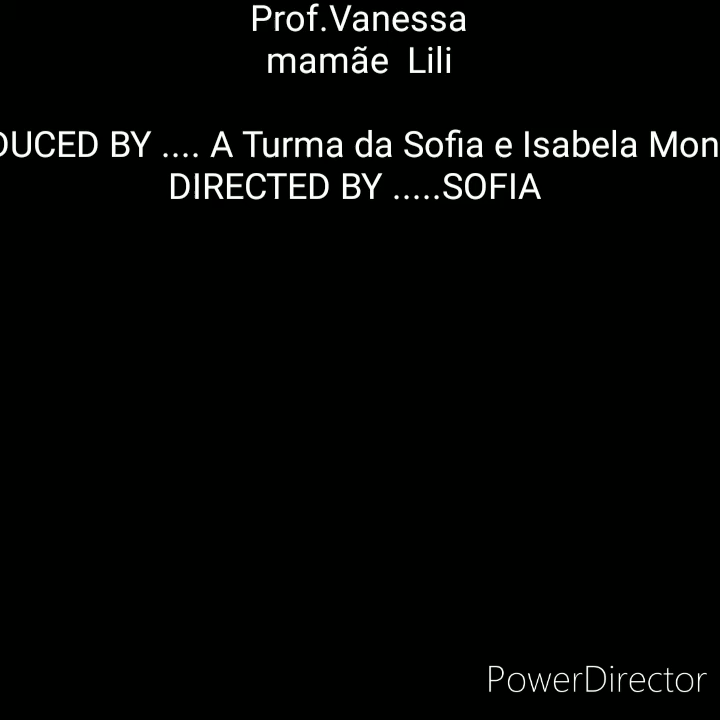 Prof.Vanessa
mamãe Lili
DUCED BY .... A Turma da Sofia e Isabela Mon
DIRECTED BY .....SOFIA
PowerDirector